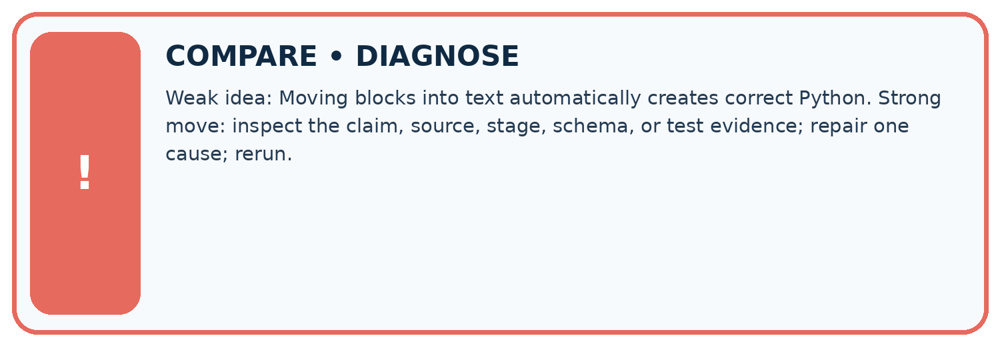 !
COMPARE • DIAGNOSE
Weak idea: Moving blocks into text automatically creates correct Python. Strong
move: inspect the claim, source, stage, schema, or test evidence; repair one
cause; rerun.